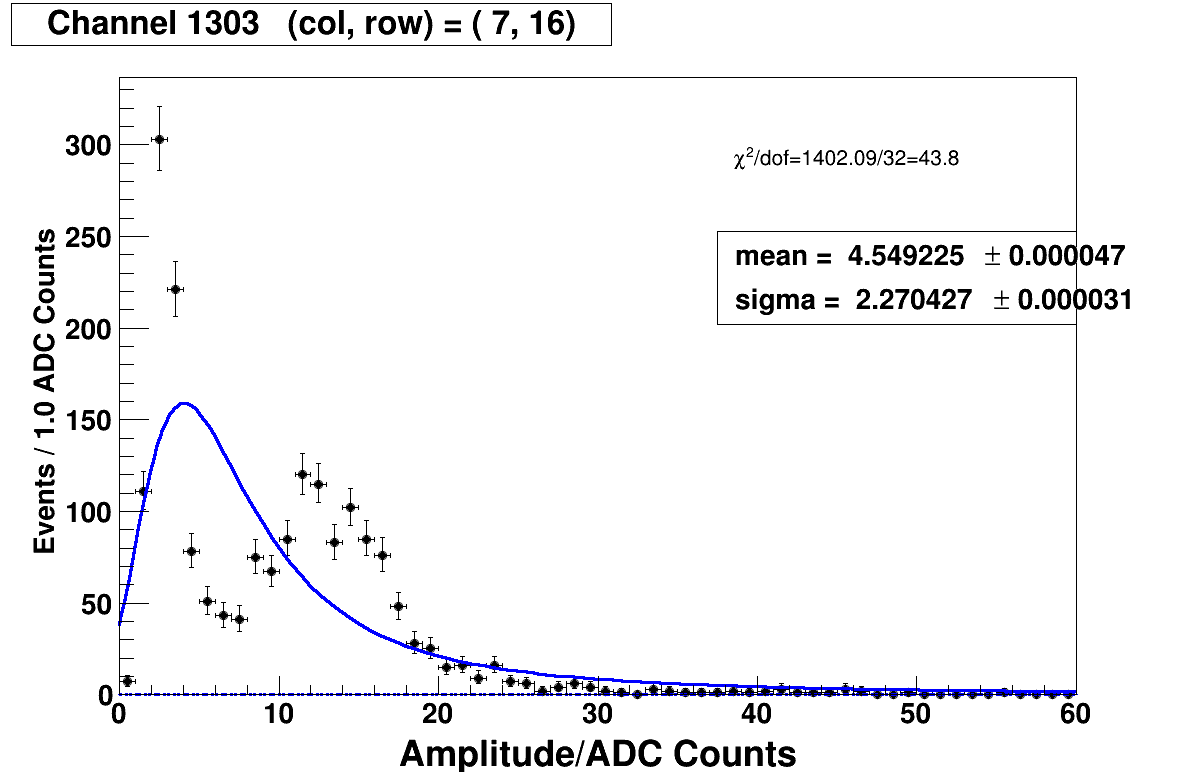 Channel 1303 (col, row) = ( 7, 16)
χ²/dof=1402.09/32=43.8
mean = 4.549225 ± 0.000047
sigma = 2.270427 ± 0.000031
Events / 1.0 ADC Counts
300
250
200
150
100
50
0
0 10 20 30 40 50 60
Amplitude/ADC Counts